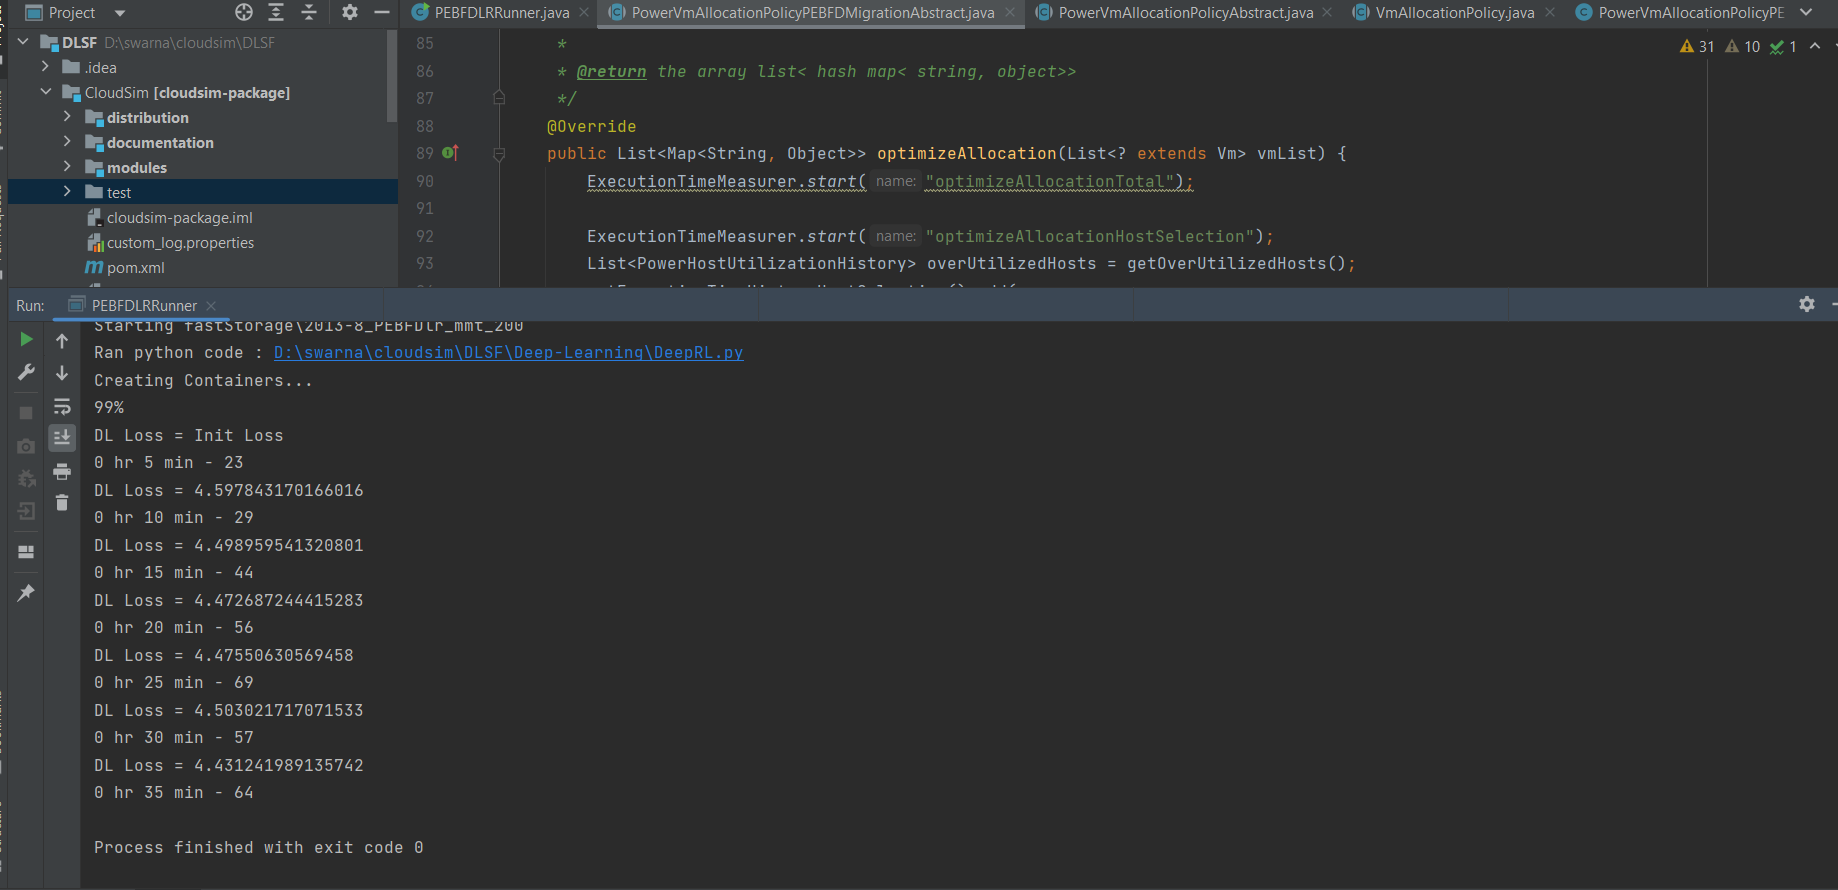 Project
PEBFDLRRunner.java
PowerVmAllocationPolicyPEBFDMigrationAbstract.java
PowerVmAllocationPolicyAbstract.java
VmAllocationPolicy.java
PowerVmAllocationPolicyPE
DLSF D:\swarna\cloudsim\DLSF
.idea
CloudSim [cloudsim-package]
distribution
documentation
modules
test
cloudsim-package.iml
custom_log.properties
pom.xml
31 10 1
85 *
86 * @return the array list< hash map< string, object>>
87 */
88 @Override
89 public List<Map<String, Object>> optimizeAllocation(List<? extends Vm> vmList) {
90 ExecutionTimeMeasurer.start( name: "optimizeAllocationTotal");
91
92 ExecutionTimeMeasurer.start( name: "optimizeAllocationHostSelection");
93 List<PowerHostUtilizationHistory> overUtilizedHosts = getOverUtilizedHosts();
Run: PEBFDLRRunner
Starting fastStorage\2013-8_PEBFDlr_mmt_200
Ran python code : D:\swarna\cloudsim\DLSF\Deep-Learning\DeepRL.py
Creating Containers...
99%
DL Loss = Init Loss
0 hr 5 min - 23
DL Loss = 4.597843170166016
0 hr 10 min - 29
DL Loss = 4.498959541320801
0 hr 15 min - 44
DL Loss = 4.472687244415283
0 hr 20 min - 56
DL Loss = 4.47550630569458
0 hr 25 min - 69
DL Loss = 4.503021717071533
0 hr 30 min - 57
DL Loss = 4.431241989135742
0 hr 35 min - 64
Process finished with exit code 0